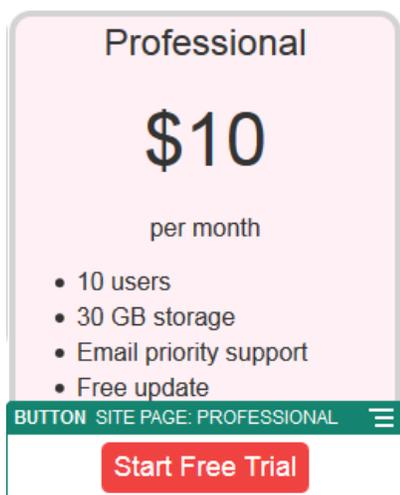 Professional
$10
per month
• 10 users
• 30 GB storage
• Email priority support
• Free update
BUTTON SITE PAGE: PROFESSIONAL
Start Free Trial